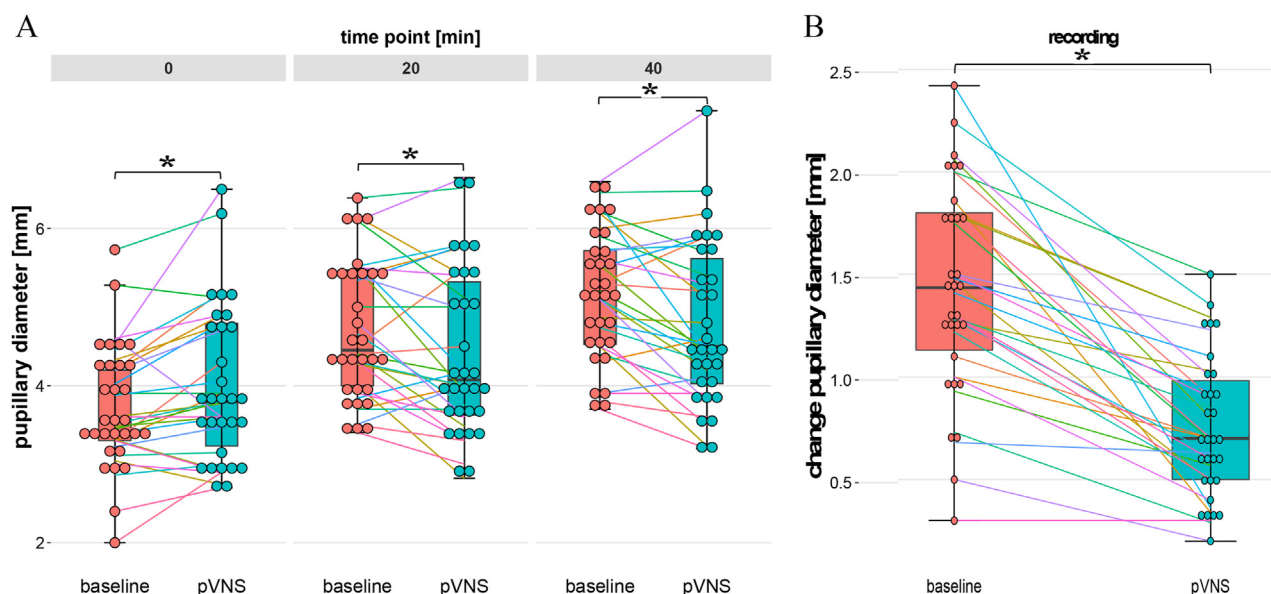 A
time point [min]
0
20
40
*
*
*
pupillary diameter [mm]
6
4
2
baseline
pVNS
baseline
pVNS
baseline
pVNS
B
recording
*
change pupillary diameter [mm]
2.5
2.0
1.5
1.0
0.5
baseline
pVNS